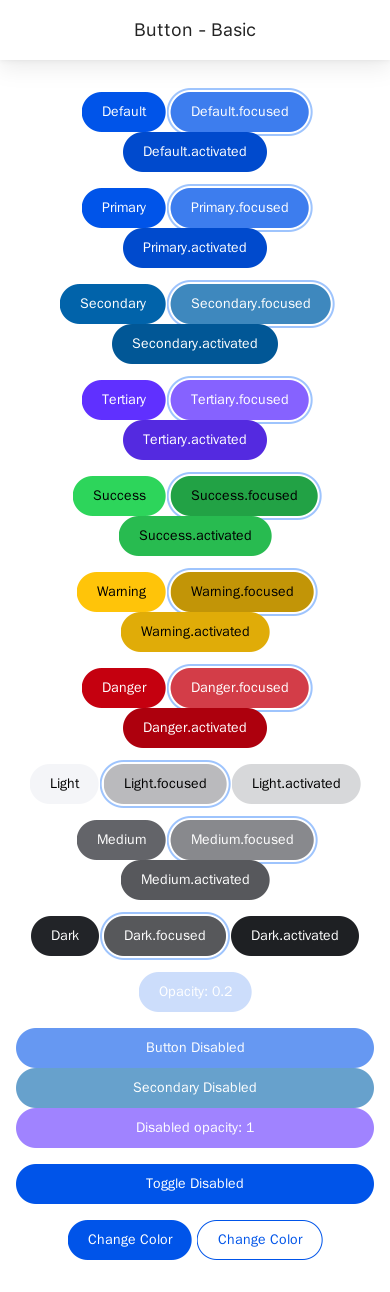 Button - Basic
Default Default.focused
Default.activated
Primary Primary.focused
Primary.activated
Secondary Secondary.focused
Secondary.activated
Tertiary Tertiary.focused
Tertiary.activated
Success Success.focused
Success.activated
Warning Warning.focused
Warning.activated
Danger Danger.focused
Danger.activated
Light Light.focused Light.activated
Medium Medium.focused
Medium.activated
Dark Dark.focused Dark.activated
Opacity: 0.2
Button Disabled
Secondary Disabled
Disabled opacity: 1
Toggle Disabled
Change Color Change Color